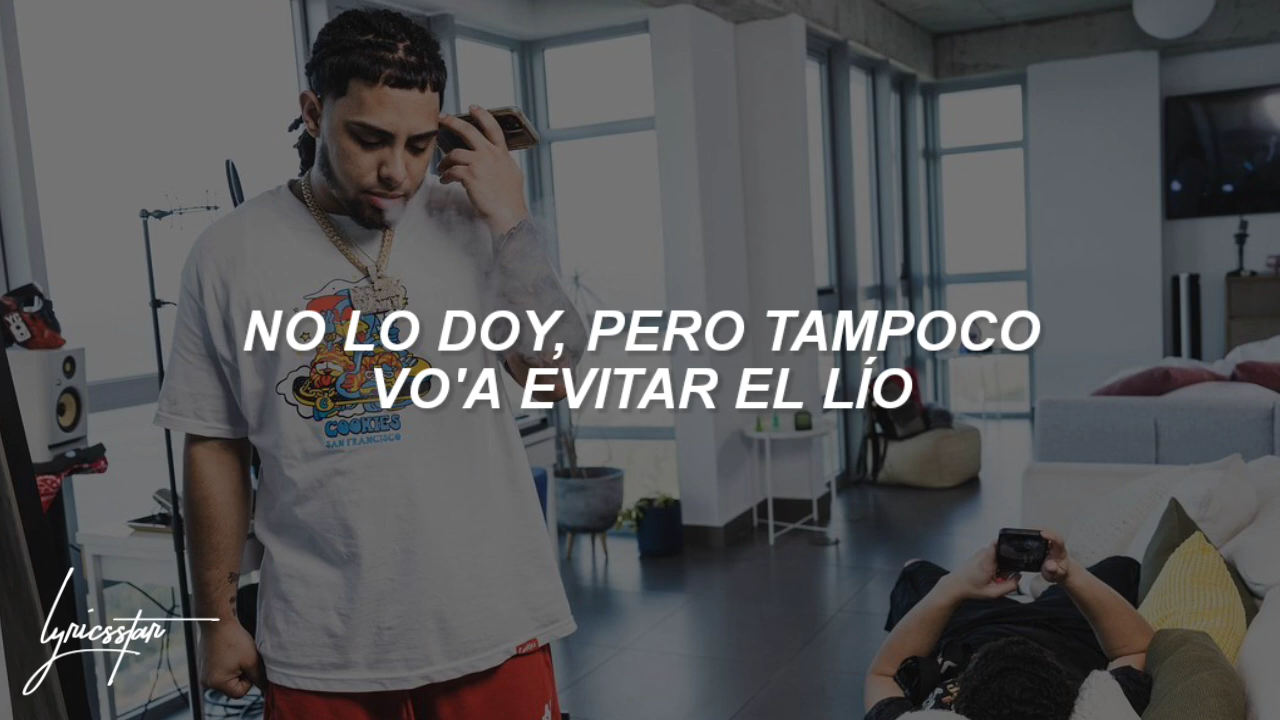 NO LO DOY, PERO TAMPOCO
VO'A EVITAR EL LÍO
COOKIES
SAN FRANCISCO
lyricsstar